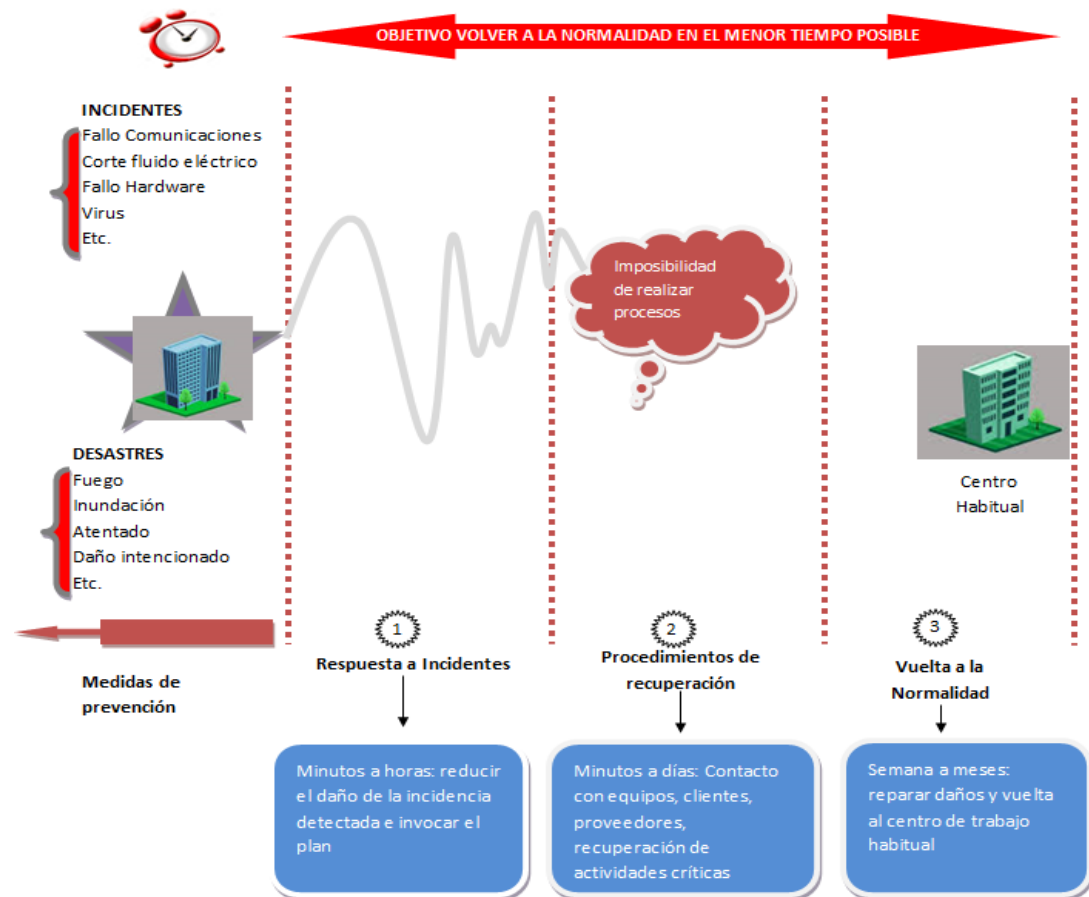 OBJETIVO VOLVER A LA NORMALIDAD EN EL MENOR TIEMPO POSIBLE
INCIDENTES
Fallo Comunicaciones
Corte fluido eléctrico
Fallo Hardware
Virus
Etc.
Imposibilidad
de realizar
procesos
DESASTRES
Fuego
Inundación
Atentado
Daño intencionado
Etc.
Centro
Habitual
Medidas de
prevención
1
Respuesta a Incidentes
2
Procedimientos de
recuperación
3
Vuelta a la
Normalidad
Minutos a horas: reducir
el daño de la incidencia
detectada e invocar el
plan
Minutos a días: Contacto
con equipos, clientes,
proveedores,
recuperación de
actividades críticas
Semana a meses:
reparar daños y vuelta
al centro de trabajo
habitual